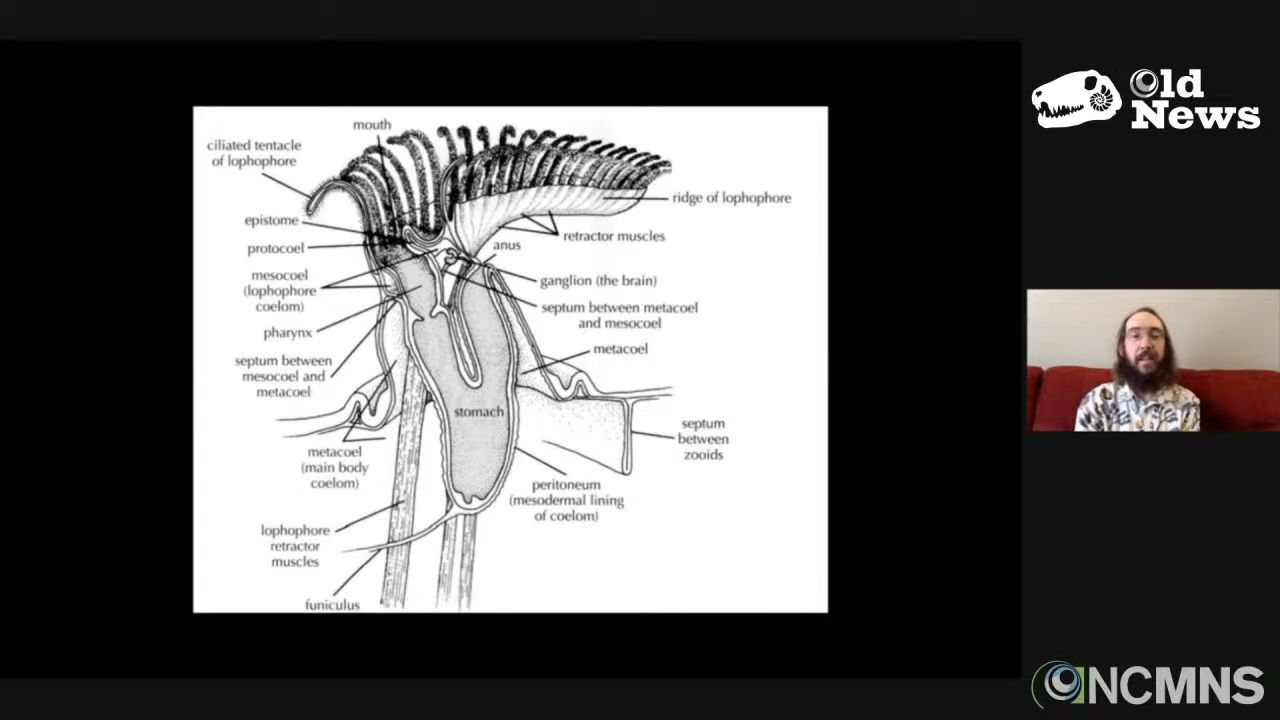 mouth
ciliated tentacle
of lophophore
epistome
protocoel
mesocoel
(lophophore
coelom)
pharynx
septum between
mesocoel and
metacoel
metacoel
(main body
coelom)
lophophore
retractor
muscles
funiculus
stomach
ridge of lophophore
retractor muscles
anus
ganglion (the brain)
septum between metacoel
and mesocoel
metacoel
septum
between
zooids
peritoneum
(mesodermal lining
of coelom)
Old
News
NCMNS